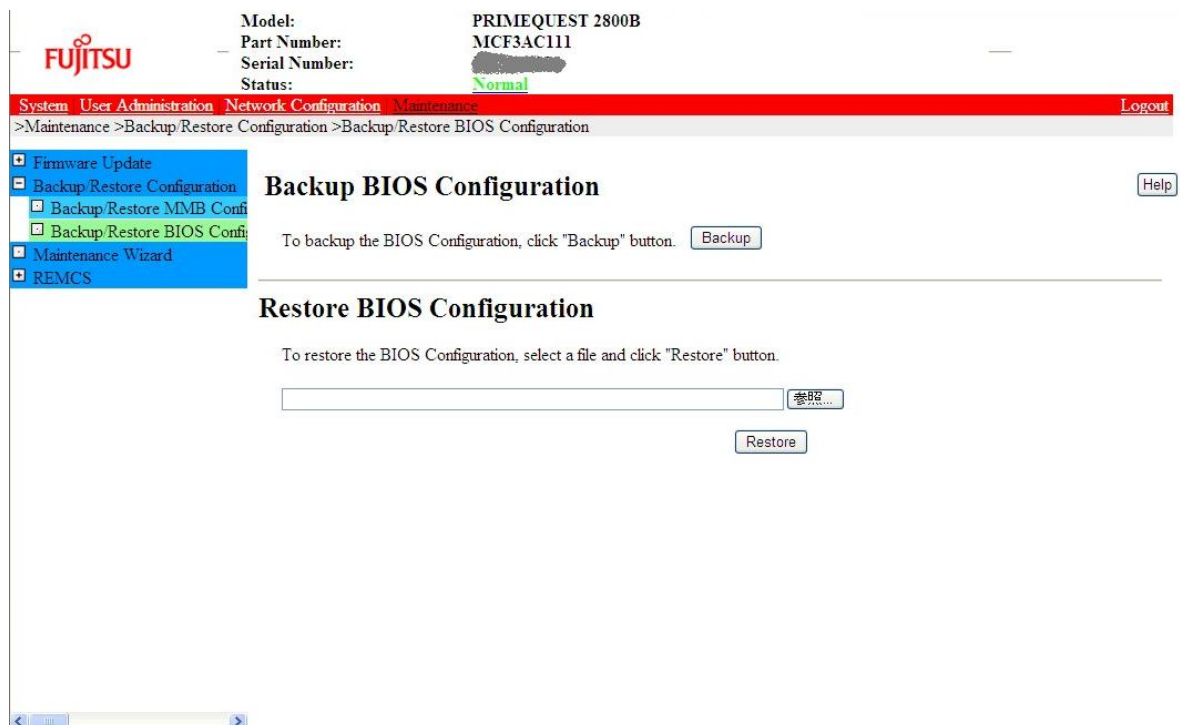 FUJITSU
Model: PRIMEQUEST 2800B
Part Number: MCF3AC111
Serial Number:
Status: Normal
System User Administration Network Configuration Maintenance Logout
>Maintenance >Backup/Restore Configuration >Backup/Restore BIOS Configuration
Firmware Update
Backup/Restore Configuration
Backup/Restore MMB Confi
Backup/Restore BIOS Config
Maintenance Wizard
REMCS
Backup BIOS Configuration
Help
To backup the BIOS Configuration, click "Backup" button. Backup
Restore BIOS Configuration
To restore the BIOS Configuration, select a file and click "Restore" button.
参照...
Restore